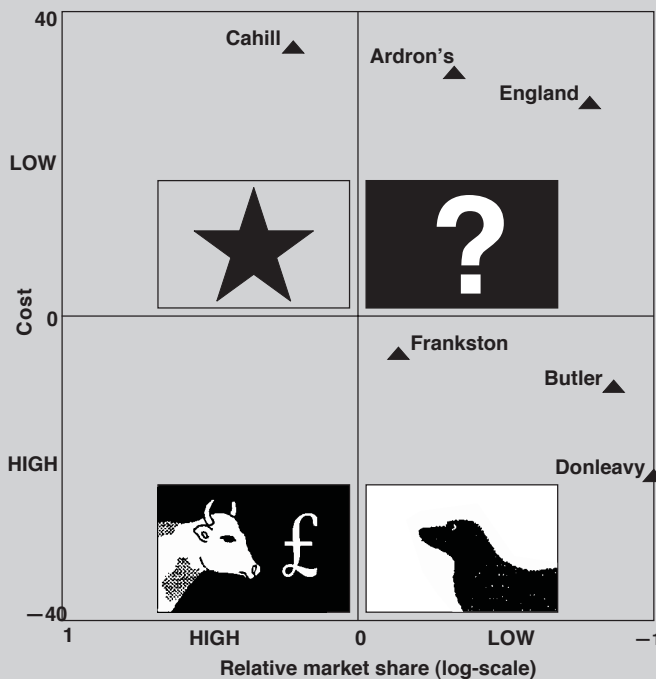 40
Cahill
Ardron's
England
LOW
?
Cost
0
Frankston
Butler
HIGH
Donleavy
£
−40
1 HIGH 0 LOW −1
Relative market share (log-scale)